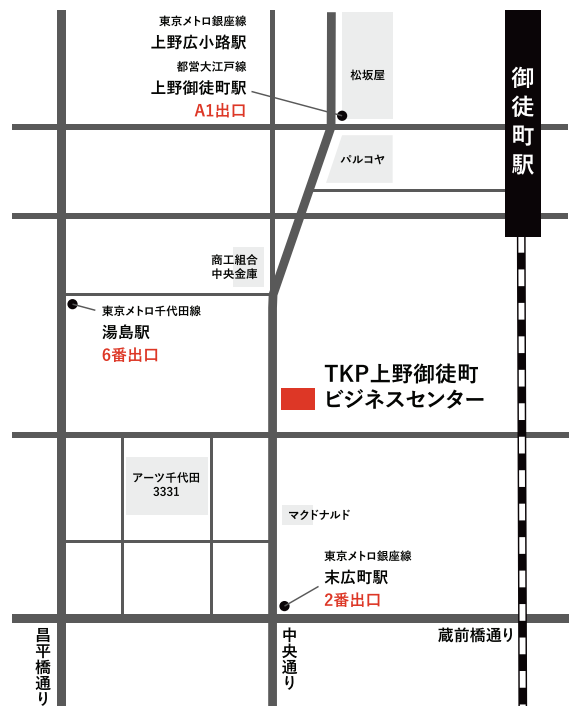 東京メトロ銀座線
上野広小路駅
都営大江戸線
上野御徒町駅
A1出口
松坂屋
御徒町駅
パルコヤ
商工組合
中央金庫
東京メトロ千代田線
湯島駅
6番出口
TKP上野御徒町
ビジネスセンター
アーツ千代田
3331
マクドナルド
東京メトロ銀座線
末広町駅
2番出口
昌平橋通り
中央通り
蔵前橋通り